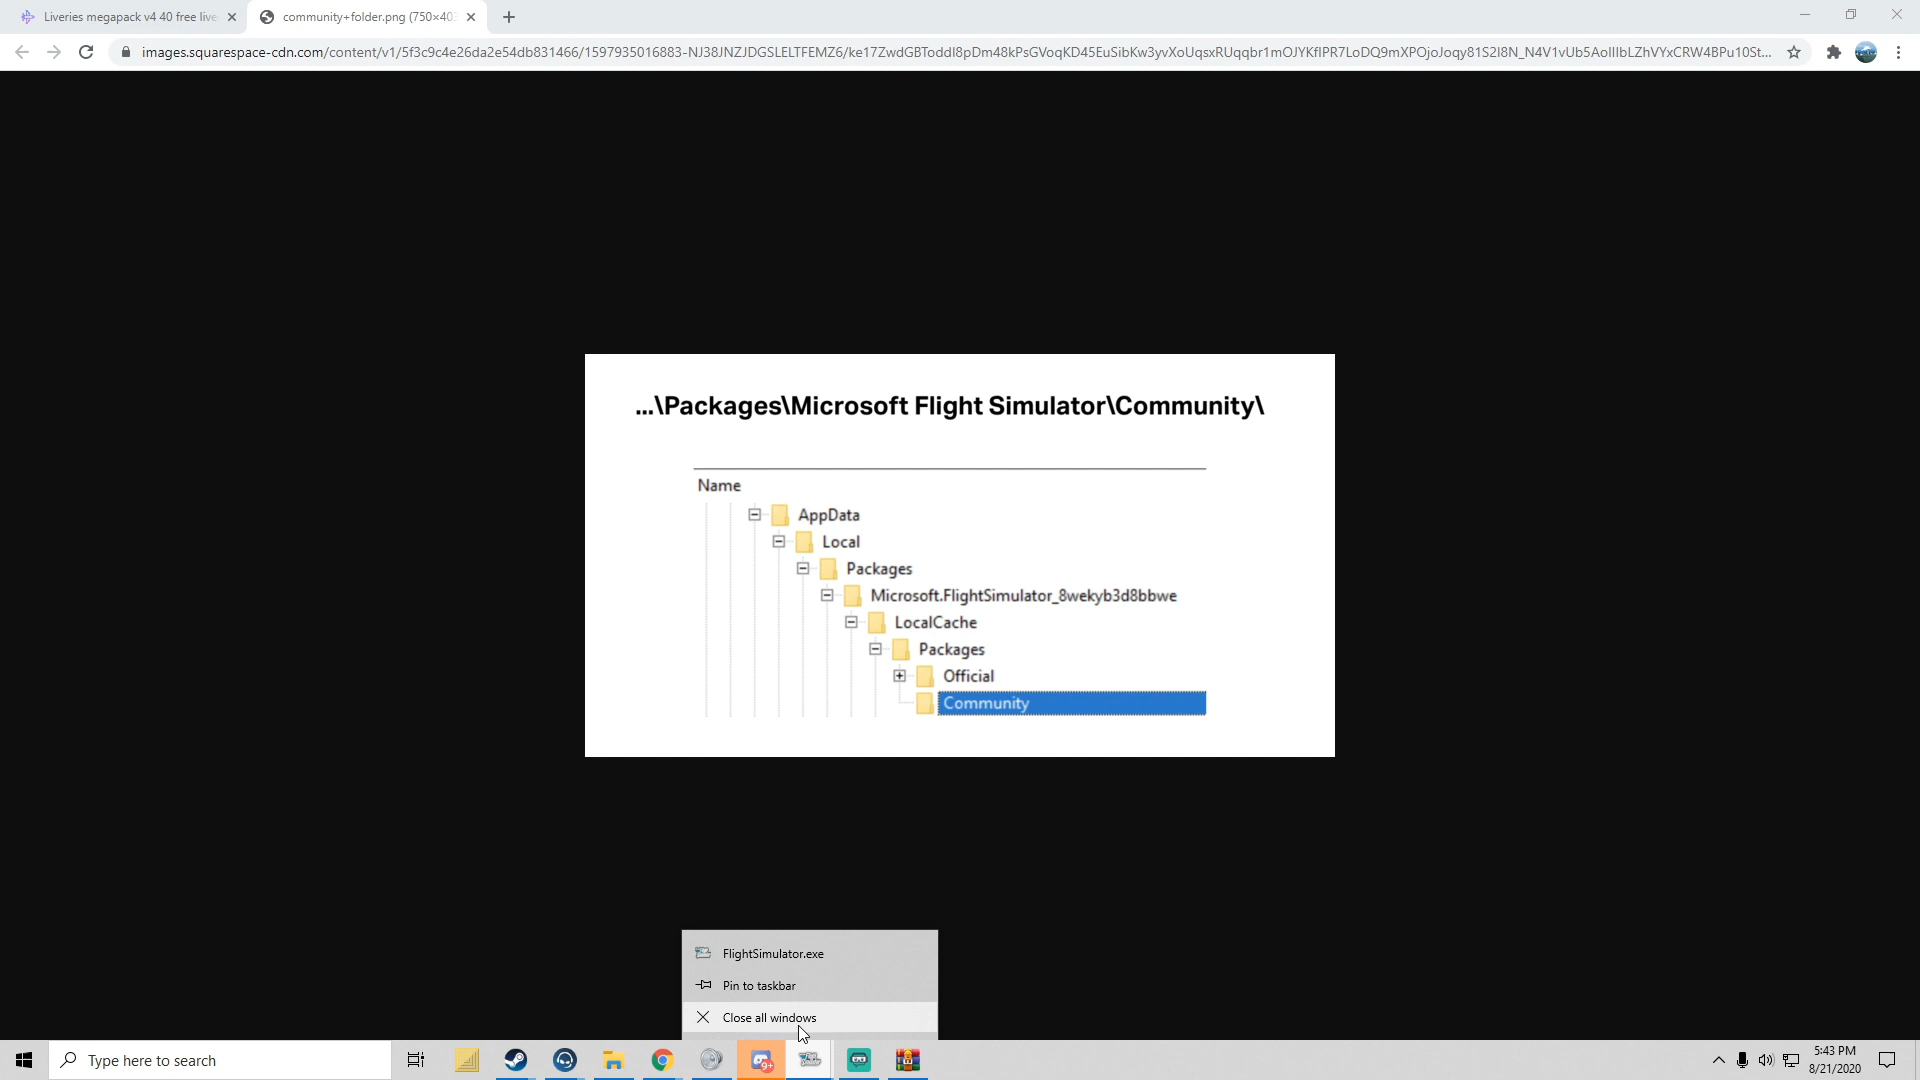 Liveries megapack v4 40 free live
community+folder.png (750×403
images.squarespace-cdn.com/content/v1/5f3c9c4e26da2e54db831466/1597935016883-NJ38JNZJDGSLELTFEMZ6/ke17ZwdGBToddI8pDm48kPsGVoqKD45EuSibKw3yvXoUqsxRUqqbr1mOJYKfIPR7LoDQ9mXPOjoJoqy81S2I8N_N4V1vUb5AoIIIbLZhVYxCRW4BPu10St...
...\Packages\Microsoft Flight Simulator\Community\
Name
AppData
Local
Packages
Microsoft.FlightSimulator_8wekyb3d8bbwe
LocalCache
Packages
Official
Community
FlightSimulator.exe
Pin to taskbar
Close all windows
Type here to search
9+
5:43 PM
8/21/2020